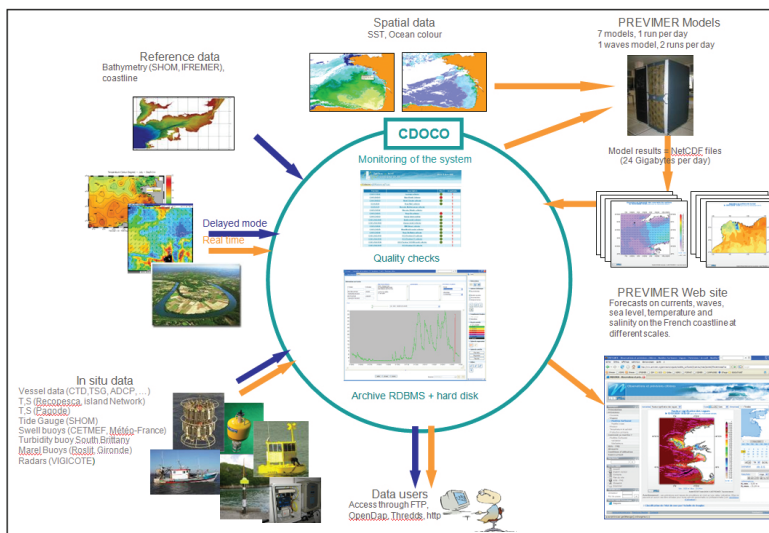 Spatial data
SST, Ocean colour
PREVIMER Models
7 models, 1 run per day
1 waves model, 2 runs per day
Reference data
Bathymetry (SHOM, IFREMER),
coastline
CDOCO
Monitoring of the system
Model results = NetCDF files
(24 Gigabytes per day)
Delayed mode
Real time
Quality checks
PREVIMER Web site
Forecasts on currents, waves,
sea level, temperature and
salinity on the French coastline at
different scales.
In situ data
Vessel data (CTD,TSG, ADCP, ...)
T,S (Recopesca, island Network)
T,S (Pagode)
Tide Gauge (SHOM)
Swell buoys (CETMEF, Météo-France)
Turbidity buoy South Brittany
Marel Buoys (Roslit, Gironde)
Radars (VIGICOTE)
Archive RDBMS + hard disk
Data users
Access through FTP,
OpenDap, Thredds, http